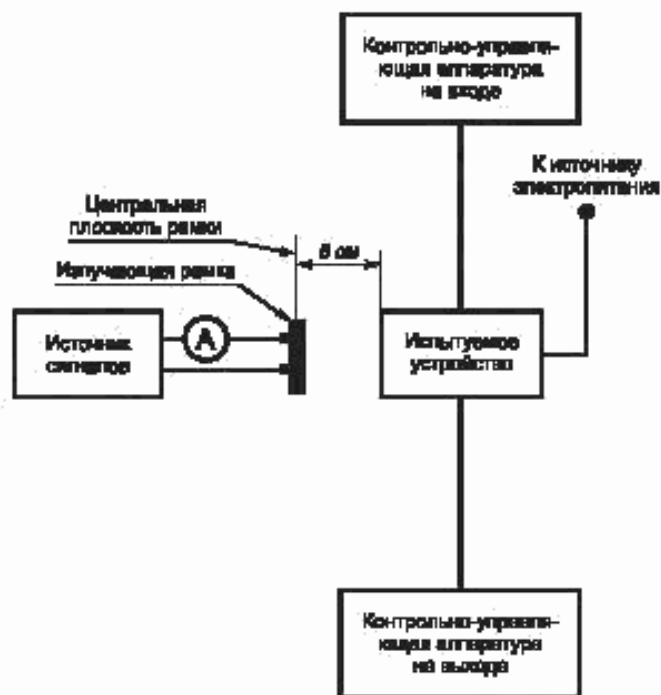 Контрольно-управля-
ющая аппаратура
на входе
К источнику
электропитания
Центральная
плоскость рамки
5 см
Излучающая рамка
Источник
сигналов
А
Испытуемое
устройство
Контрольно-управля-
ющая аппаратура
на выходе